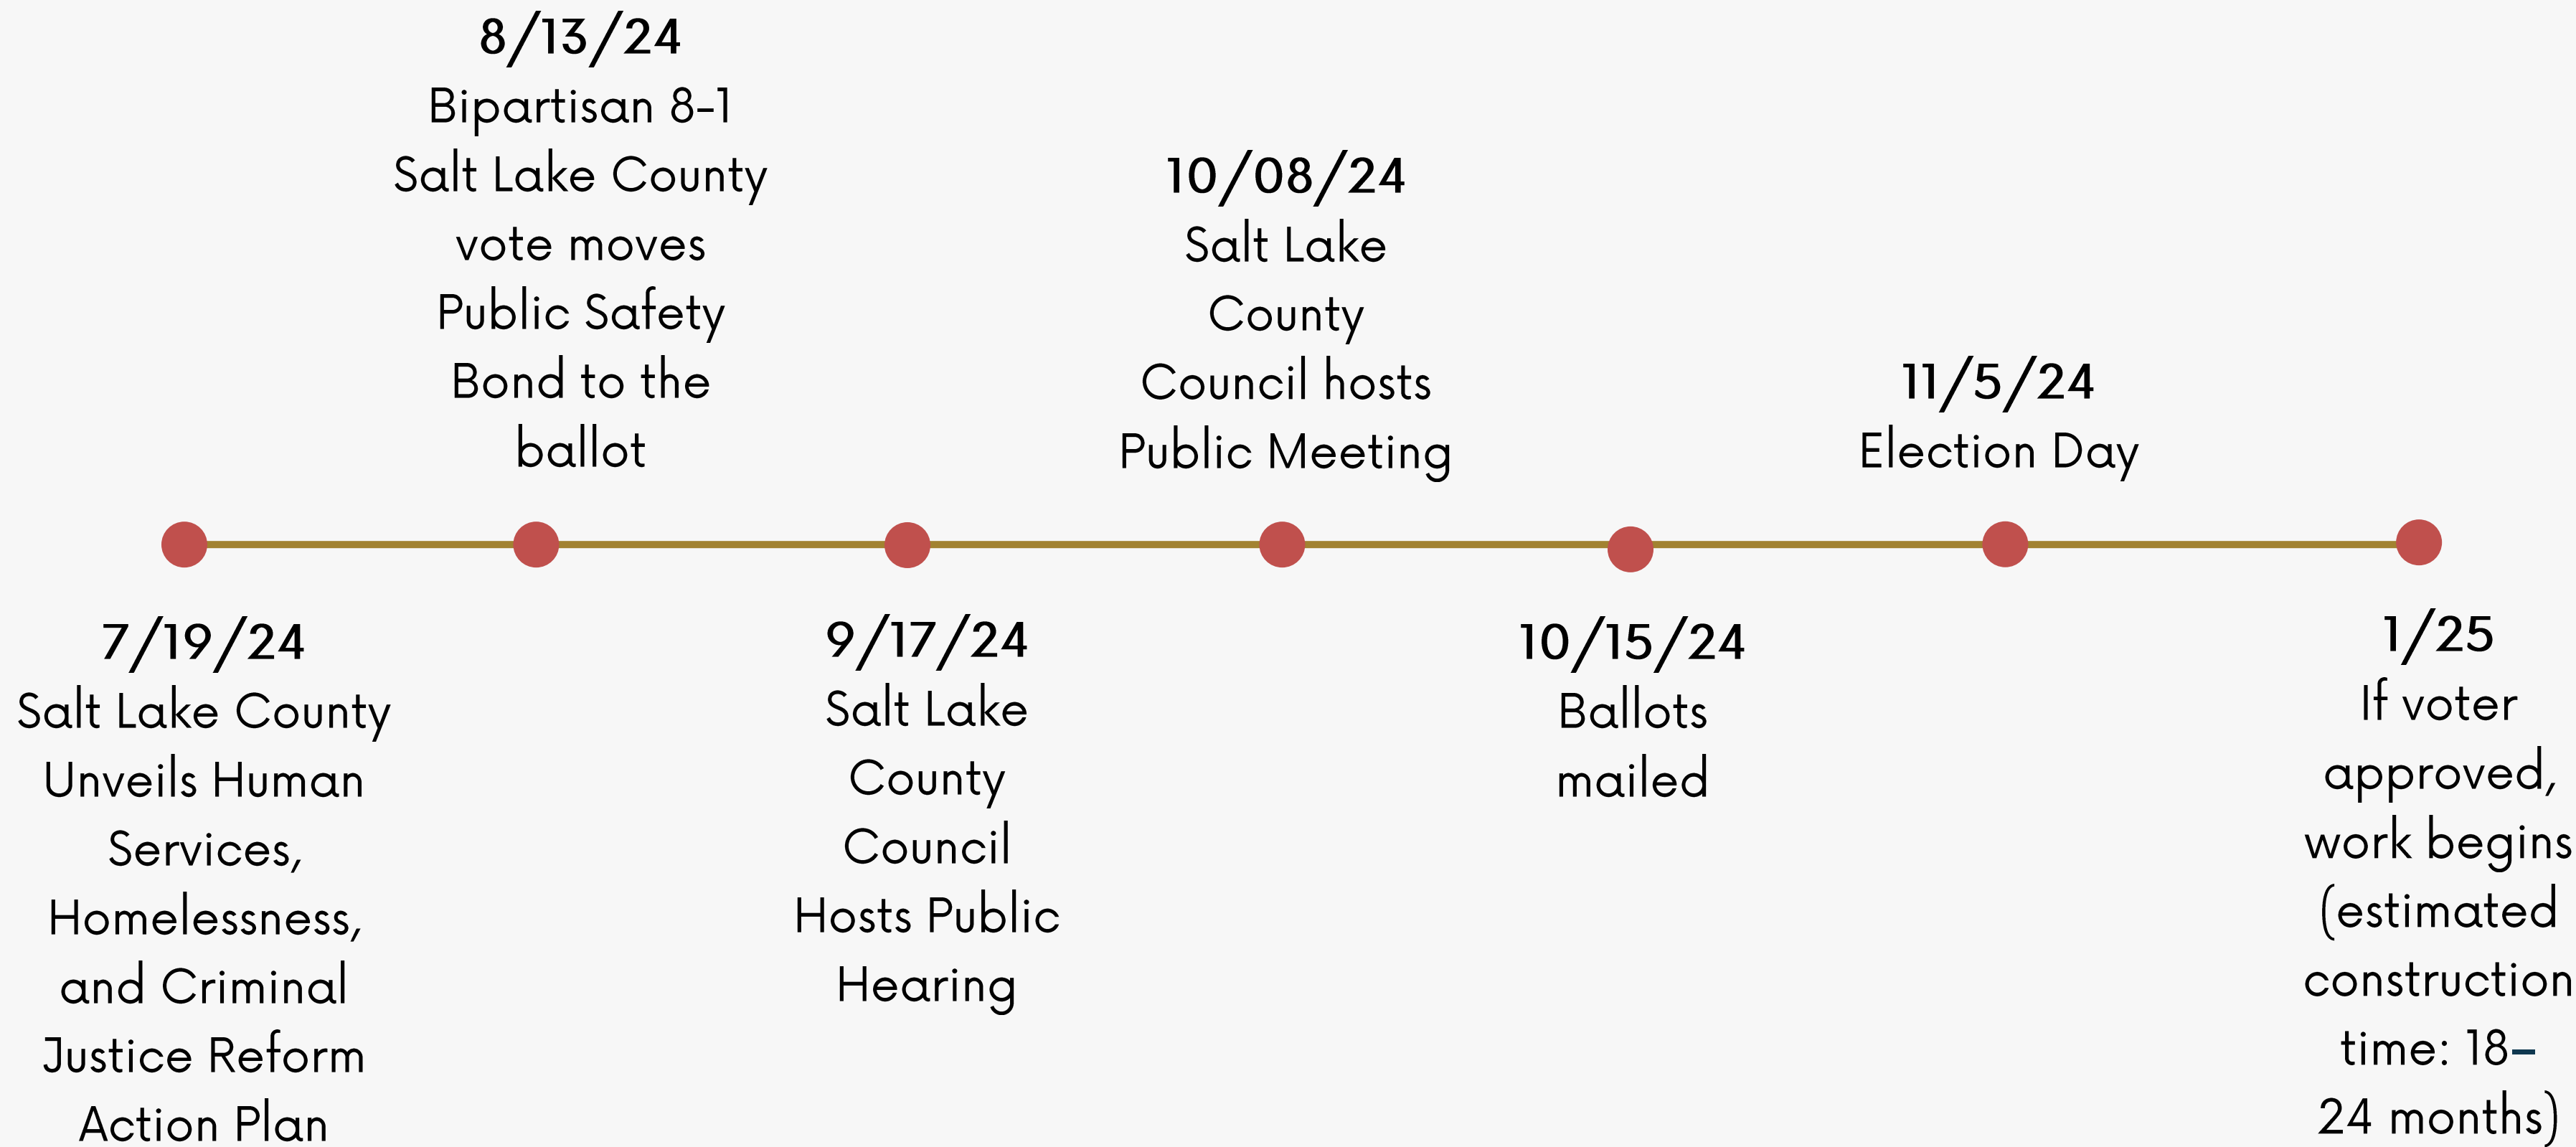 7/19/24
Salt Lake County
Unveils Human
Services,
Homelessness,
and Criminal
Justice Reform
Action Plan
8/13/24
Bipartisan 8-1
Salt Lake County
vote moves
Public Safety
Bond to the
ballot
9/17/24
Salt Lake
County
Council
Hosts Public
Hearing
10/08/24
Salt Lake
County
Council hosts
Public Meeting
10/15/24
Ballots
mailed
11/5/24
Election Day
1/25
If voter
approved,
work begins
(estimated
construction
time: 18–
24 months)